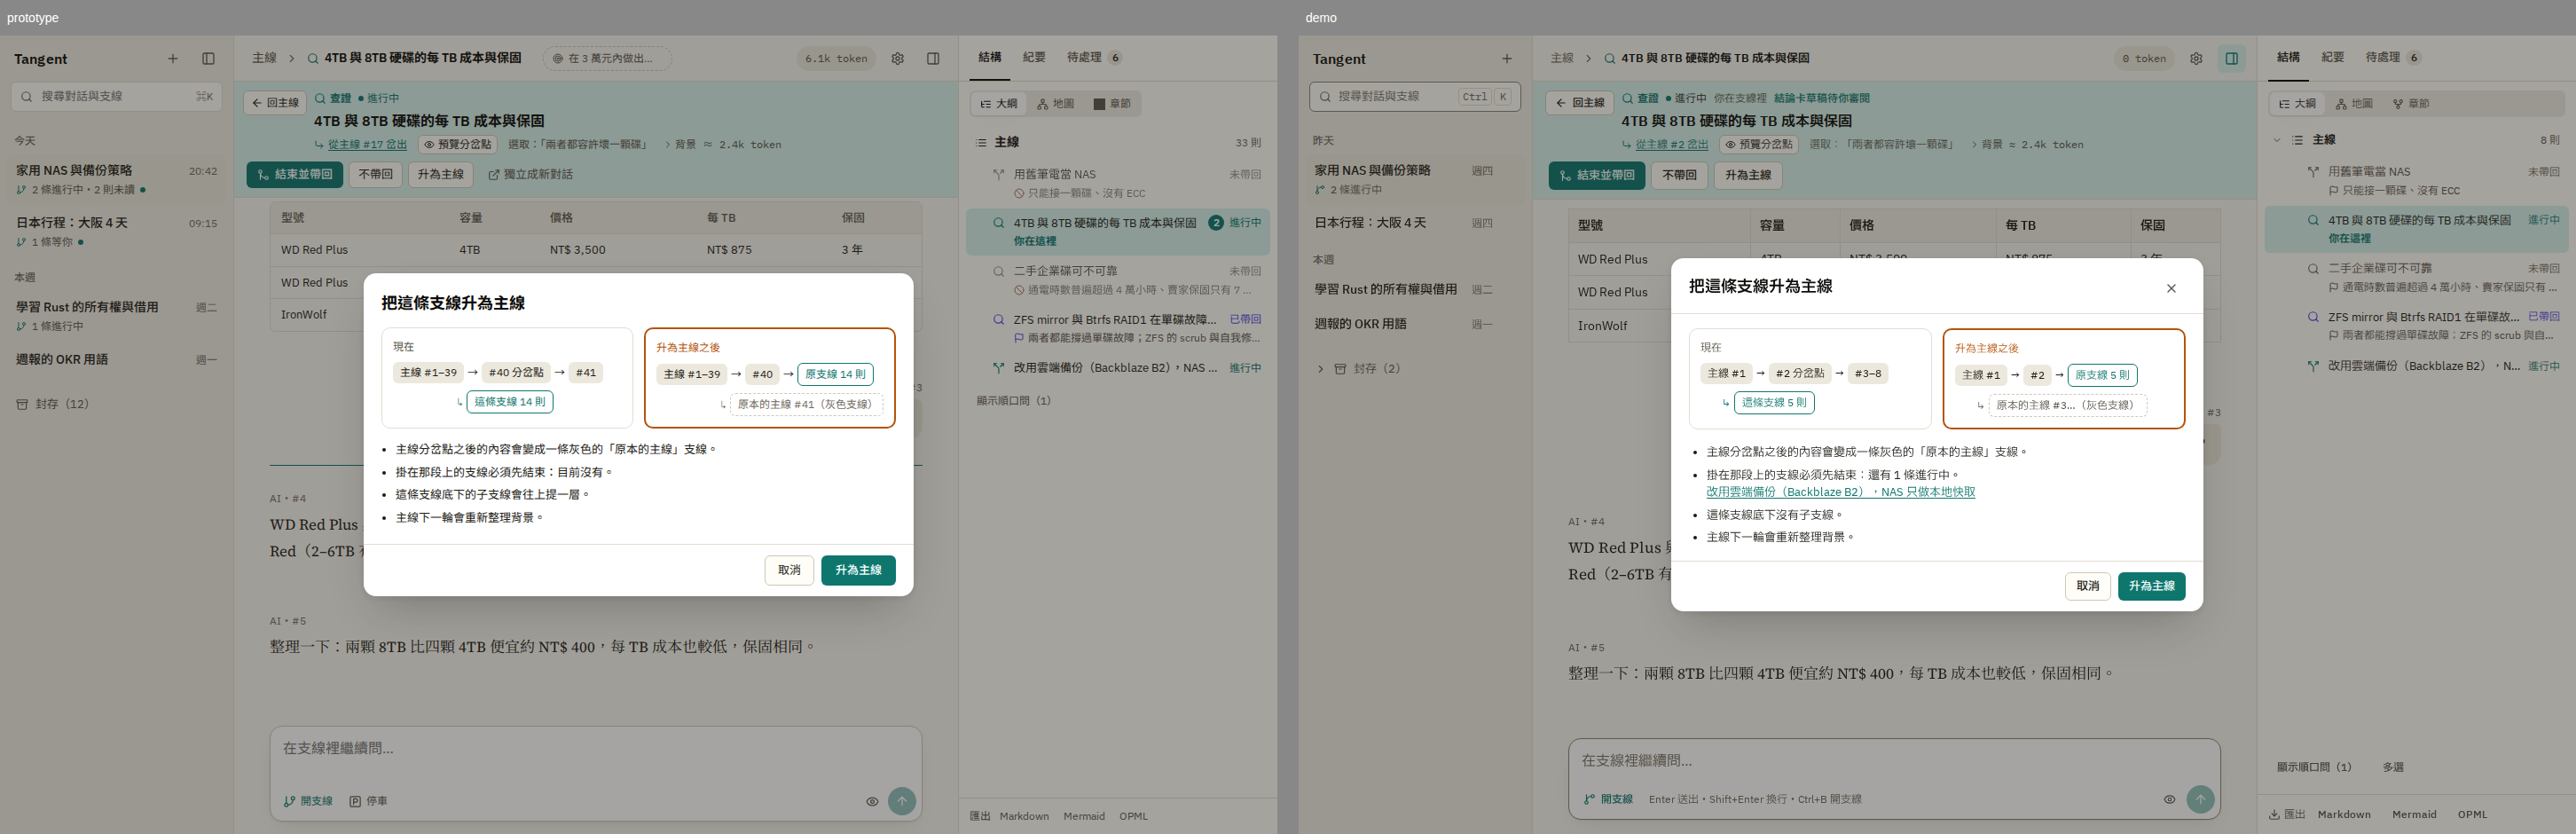 prototype
Tangent
搜尋對話與支線
⌘K
今天
家用 NAS 與備份策略
20:42
2 條進行中・2 則未讀
日本行程：大阪 4 天
09:15
1 條等你
本週
學習 Rust 的所有權與借用
週二
1 條進行中
週報的 OKR 用語
週一
封存（12）
主線
4TB 與 8TB 硬碟的每 TB 成本與保固
在 3 萬元內做出…
6.1k token
回主線
查證
進行中
4TB 與 8TB 硬碟的每 TB 成本與保固
從主線 #17 岔出
預覽分岔點
選取：「兩者都容許壞一顆碟」
背景 ≈ 2.4k token
結束並帶回
不帶回
升為主線
獨立成新對話
型號
容量
價格
每 TB
保固
WD Red Plus
4TB
NT$ 3,500
NT$ 875
3 年
WD Red Plus
IronWolf
#3
把這條支線升為主線
現在
主線 #1–39 → #40 分岔點 → #41
↳ 這條支線 14 則
升為主線之後
主線 #1–39 → #40 → 原支線 14 則
↳ 原本的主線 #41（灰色支線）
• 主線分岔點之後的內容會變成一條灰色的「原本的主線」支線。
• 掛在那段上的支線必須先結束：目前沒有。
• 這條支線底下的子支線會往上提一層。
• 主線下一輪會重新整理背景。
取消
升為主線
AI・#4
WD Red Plus
Red（2–6TB 有
AI・#5
整理一下：兩顆 8TB 比四顆 4TB 便宜約 NT$ 400，每 TB 成本也較低，保固相同。
在支線裡繼續問…
開支線
停車
結構
紀要
待處理 6
大綱
地圖
章節
主線
33 則
用舊筆電當 NAS
未帶回
只能接一顆碟、沒有 ECC
4TB 與 8TB 硬碟的每 TB 成本與保固
2 進行中
你在這裡
二手企業碟可不可靠
未帶回
通電時數普遍超過 4 萬小時、賣家保固只有 7 …
ZFS mirror 與 Btrfs RAID1 在單碟故障…
已帶回
兩者都能撐過單碟故障；ZFS 的 scrub 與自我修…
改用雲端備份（Backblaze B2），NAS …
進行中
顯示順口問（1）
匯出
Markdown
Mermaid
OPML
demo
Tangent
搜尋對話與支線
Ctrl K
昨天
家用 NAS 與備份策略
週四
2 條進行中
日本行程：大阪 4 天
週四
本週
學習 Rust 的所有權與借用
週二
週報的 OKR 用語
週一
封存（2）
主線
4TB 與 8TB 硬碟的每 TB 成本與保固
0 token
回主線
查證
進行中
你在支線裡
結論卡草稿待你審閱
4TB 與 8TB 硬碟的每 TB 成本與保固
從主線 #2 岔出
預覽分岔點
選取：「兩者都容許壞一顆碟」
背景 ≈ 2.4k token
結束並帶回
不帶回
升為主線
型號
容量
價格
每 TB
保固
WD Red Plus
4TB
NT$ 3,500
NT$ 875
3 年
WD Red Plus
IronWolf
#3
把這條支線升為主線
現在
主線 #1 → #2 分岔點 → #3–8
↳ 這條支線 5 則
升為主線之後
主線 #1 → #2 → 原支線 5 則
↳ 原本的主線 #3…（灰色支線）
• 主線分岔點之後的內容會變成一條灰色的「原本的主線」支線。
• 掛在那段上的支線必須先結束：還有 1 條進行中。
改用雲端備份（Backblaze B2），NAS 只做本地快取
• 這條支線底下沒有子支線。
• 主線下一輪會重新整理背景。
取消
升為主線
AI・#4
WD Red Plus
Red（2–6TB 有
AI・#5
整理一下：兩顆 8TB 比四顆 4TB 便宜約 NT$ 400，每 TB 成本也較低，保固相同。
在支線裡繼續問…
開支線
Enter 送出・Shift+Enter 換行・Ctrl+B 開支線
結構
紀要
待處理 6
大綱
地圖
章節
主線
8 則
用舊筆電當 NAS
未帶回
只能接一顆碟、沒有 ECC
4TB 與 8TB 硬碟的每 TB 成本與保固
進行中
你在這裡
二手企業碟可不可靠
未帶回
通電時數普遍超過 4 萬小時、賣家保固只有 …
ZFS mirror 與 Btrfs RAID1 在單碟故…
已帶回
兩者都能撐過單碟故障；ZFS 的 scrub 與自…
改用雲端備份（Backblaze B2），N…
進行中
顯示順口問（1）
多選
匯出
Markdown
Mermaid
OPML